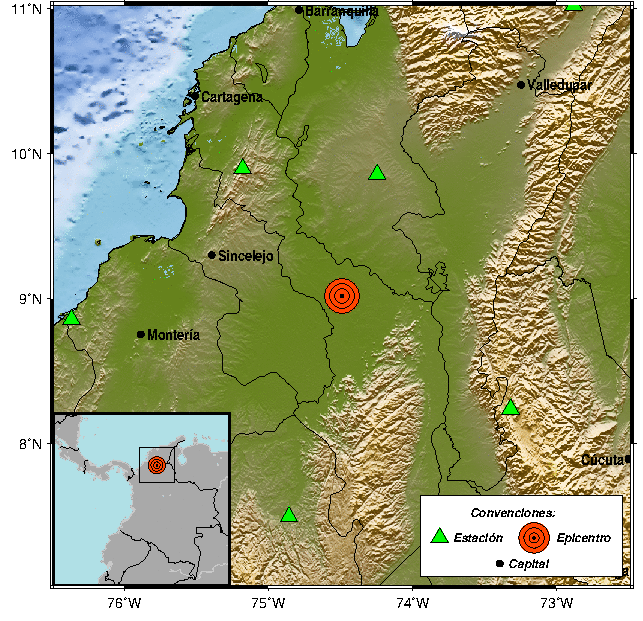 11°N
Barranquilla
Valledupar
Cartagena
10°N
Sincelejo
9°N
Montería
8°N
Cúcuta
Convenciones:
Estación
Epicentro
Capital
a
76°W
75°W
74°W
73°W